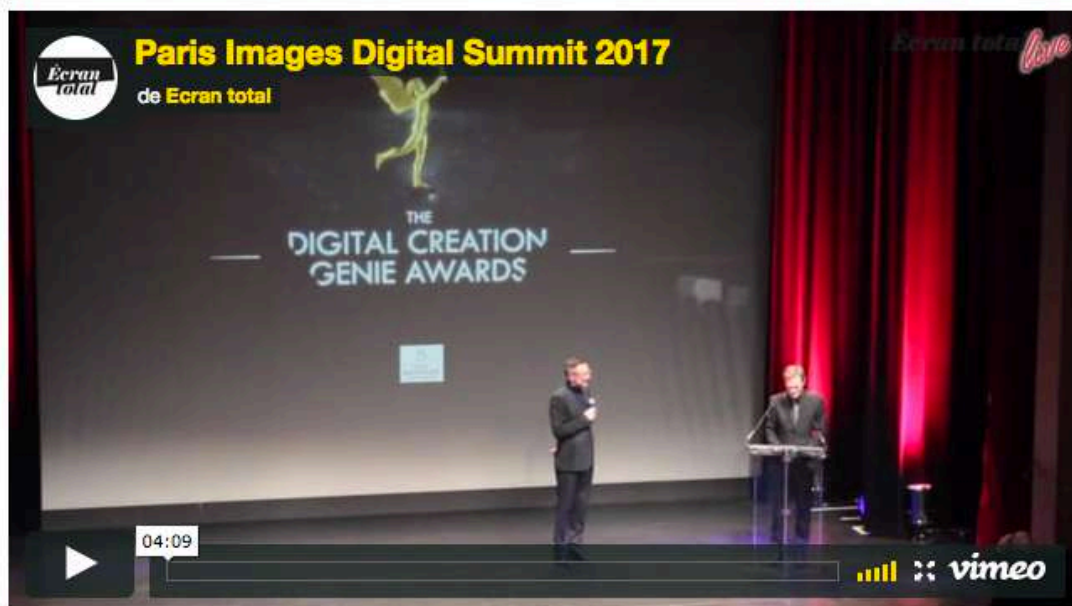 Paris Images Digital Summit 2017
de Ecran total
Écran
total
Ecran total
live
THE
DIGITAL CREATION
GENIE AWARDS
04:09
vimeo